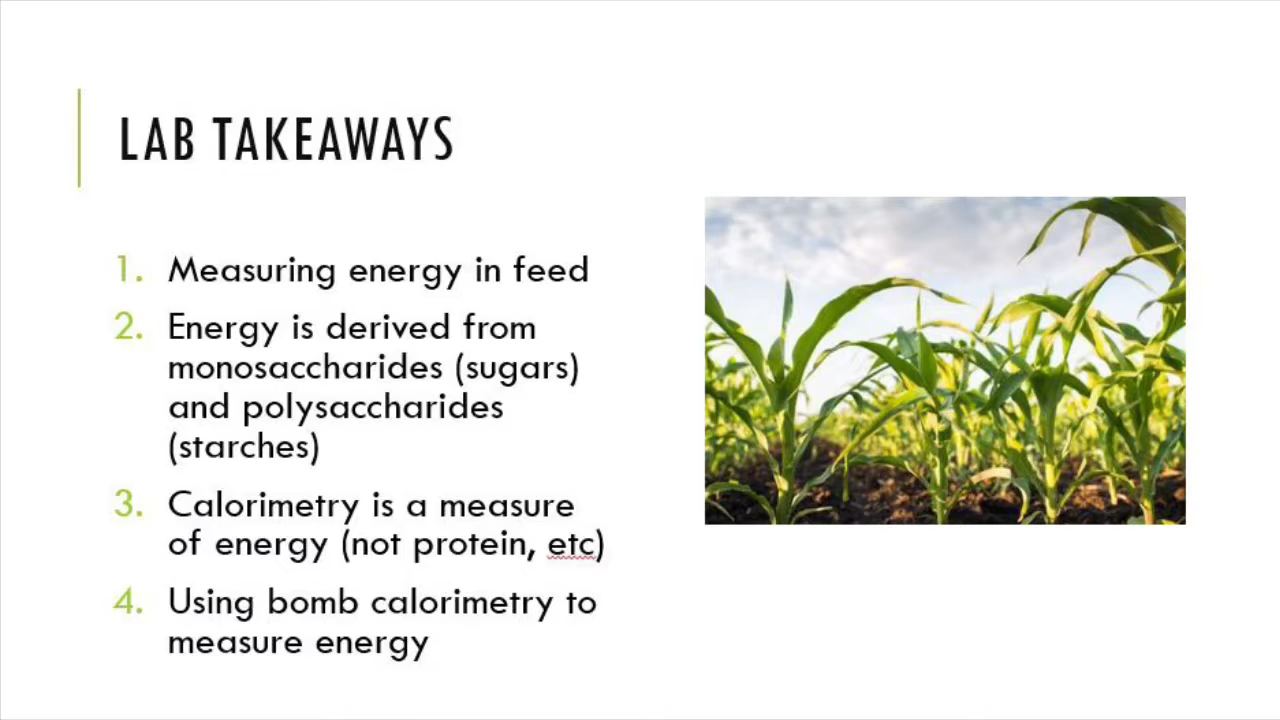 LAB TAKEAWAYS
1. Measuring energy in feed
2. Energy is derived from
monosaccharides (sugars)
and polysaccharides
(starches)
3. Calorimetry is a measure
of energy (not protein, etc)
4. Using bomb calorimetry to
measure energy